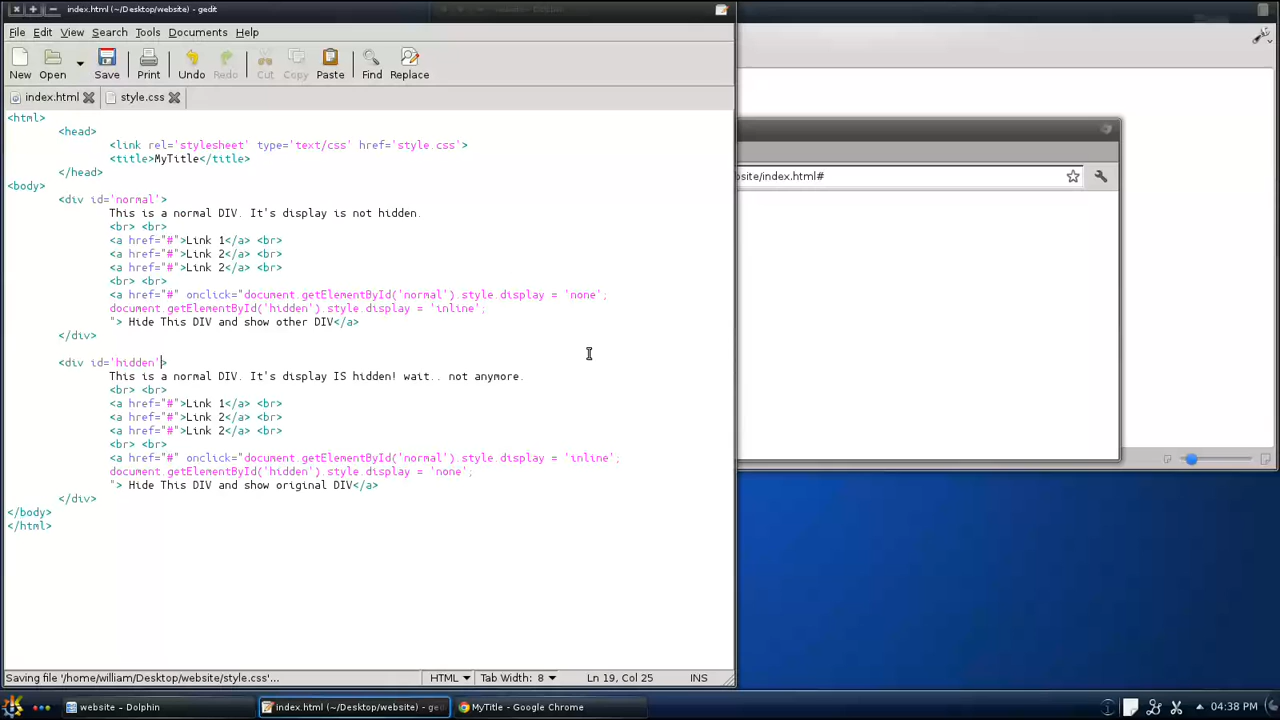 index.html (~/Desktop/website) - gedit
File Edit View Search Tools Documents Help
New Open Save Print Undo Redo Cut Copy Paste Find Replace
index.html style.css
<html>
<head>
<link rel='stylesheet' type='text/css' href='style.css'>
<title>MyTitle</title>
</head>
<body>
<div id='normal'>
This is a normal DIV. It's display is not hidden.
<br> <br>
<a href="#">Link 1</a> <br>
<a href="#">Link 2</a> <br>
<a href="#">Link 2</a> <br>
<br> <br>
<a href="#" onclick="document.getElementById('normal').style.display = 'none';
document.getElementById('hidden').style.display = 'inline';
"> Hide This DIV and show other DIV</a>
</div>
<div id='hidden'>
This is a normal DIV. It's display IS hidden! wait.. not anymore.
<br> <br>
<a href="#">Link 1</a> <br>
<a href="#">Link 2</a> <br>
<a href="#">Link 2</a> <br>
<br> <br>
<a href="#" onclick="document.getElementById('normal').style.display = 'inline';
document.getElementById('hidden').style.display = 'none';
"> Hide This DIV and show original DIV</a>
</div>
</body>
</html>
bsite/index.html#
Saving file '/home/william/Desktop/website/style.css'... HTML Tab Width: 8 Ln 19, Col 25 INS
website – Dolphin index.html (~/Desktop/website) - ge MyTitle - Google Chrome 04:38 PM